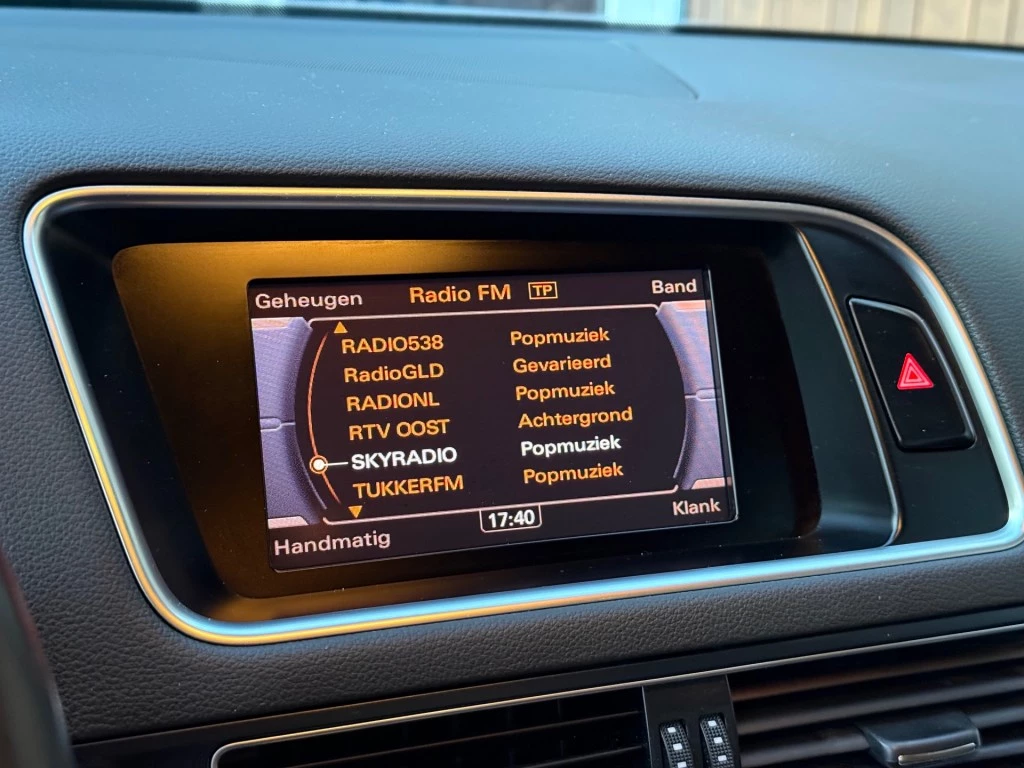 Geheugen Radio FM TP Band
RADIO538 Popmuziek
RadioGLD Gevarieerd
RADIONL Popmuziek
RTV OOST Achtergrond
SKYRADIO Popmuziek
TUKKERFM Popmuziek
Handmatig 17:40 Klank